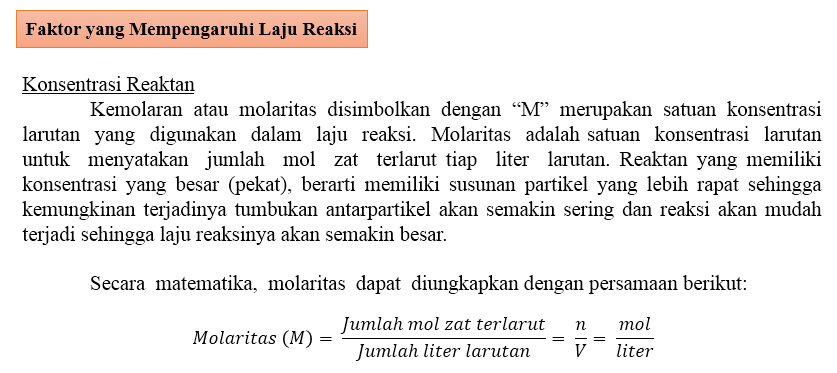 Faktor yang Mempengaruhi Laju Reaksi
Konsentrasi Reaktan
Kemolaran atau molaritas disimbolkan dengan “M” merupakan satuan konsentrasi
larutan yang digunakan dalam laju reaksi. Molaritas adalah satuan konsentrasi larutan
untuk menyatakan jumlah mol zat terlarut tiap liter larutan. Reaktan yang memiliki
konsentrasi yang besar (pekat), berarti memiliki susunan partikel yang lebih rapat sehingga
kemungkinan terjadinya tumbukan antarpartikel akan semakin sering dan reaksi akan mudah
terjadi sehingga laju reaksinya akan semakin besar.
Secara matematika, molaritas dapat diungkapkan dengan persamaan berikut:
Molaritas (M) = Jumlah mol zat terlarut / Jumlah liter larutan = n / V = mol / liter